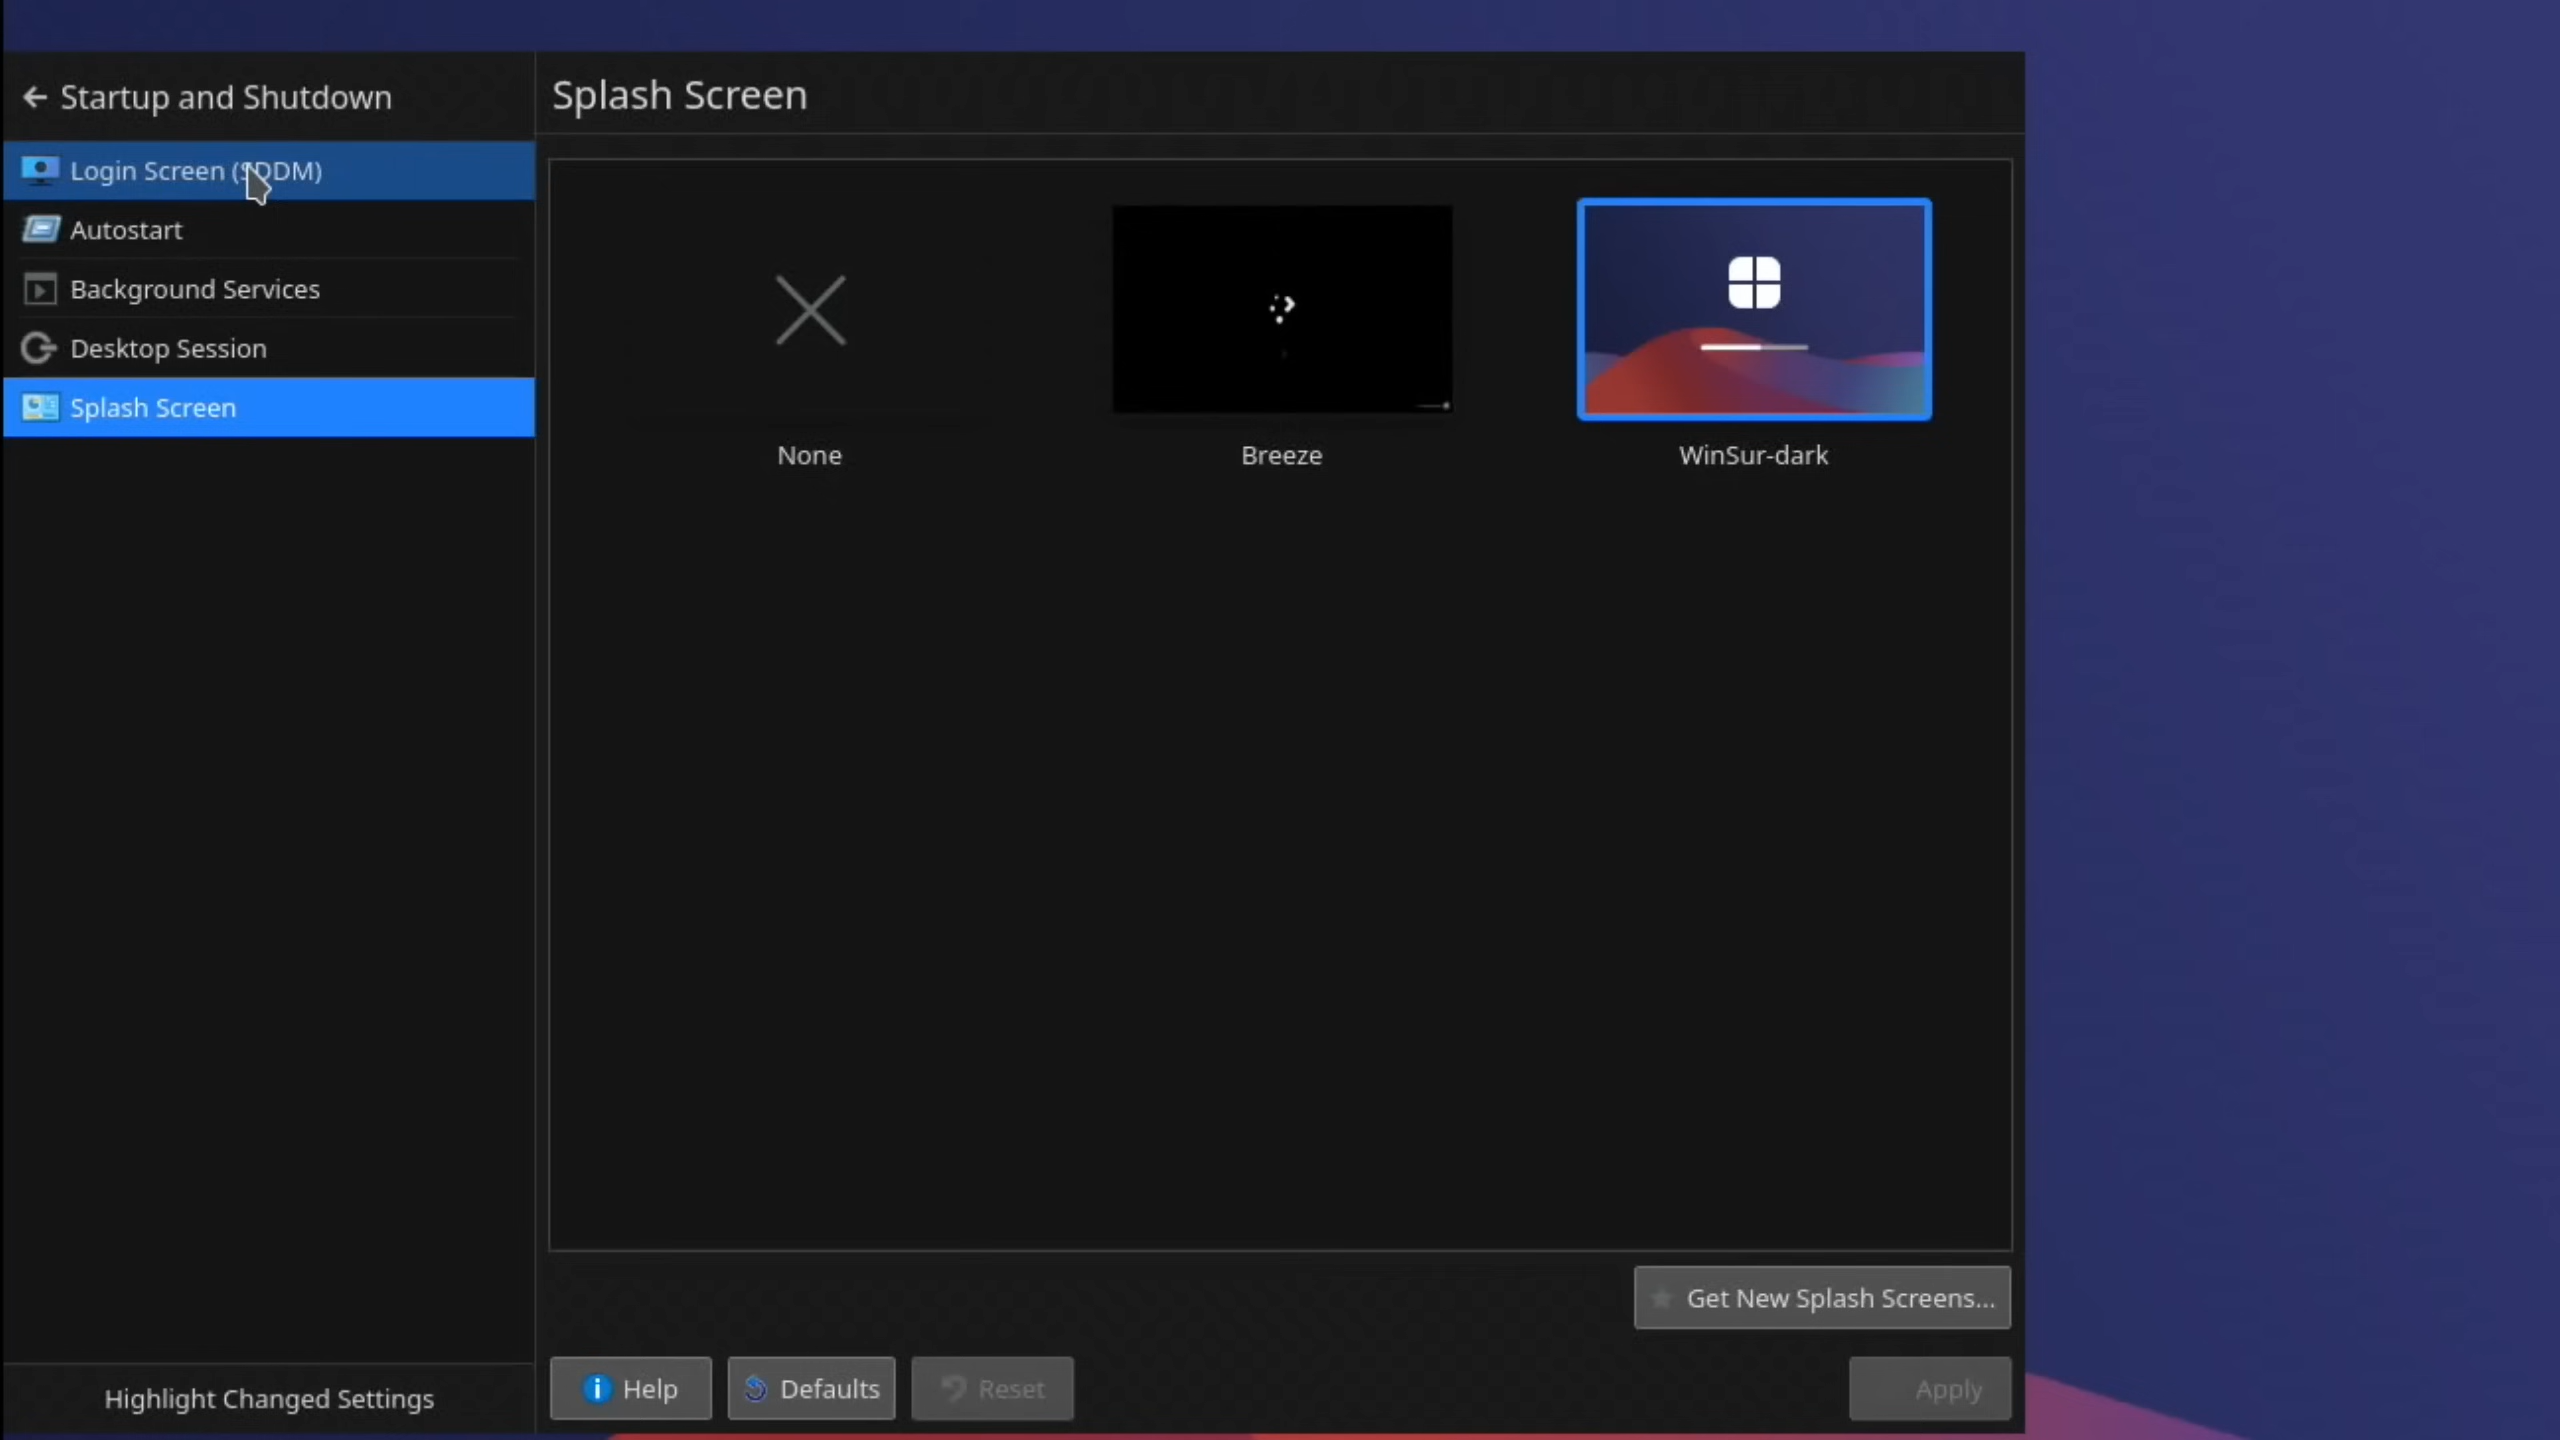 Startup and Shutdown
Splash Screen
Login Screen (SDDM)
Autostart
Background Services
Desktop Session
Splash Screen
None
Breeze
WinSur-dark
Get New Splash Screens...
Highlight Changed Settings
Help
Defaults
Reset
Apply